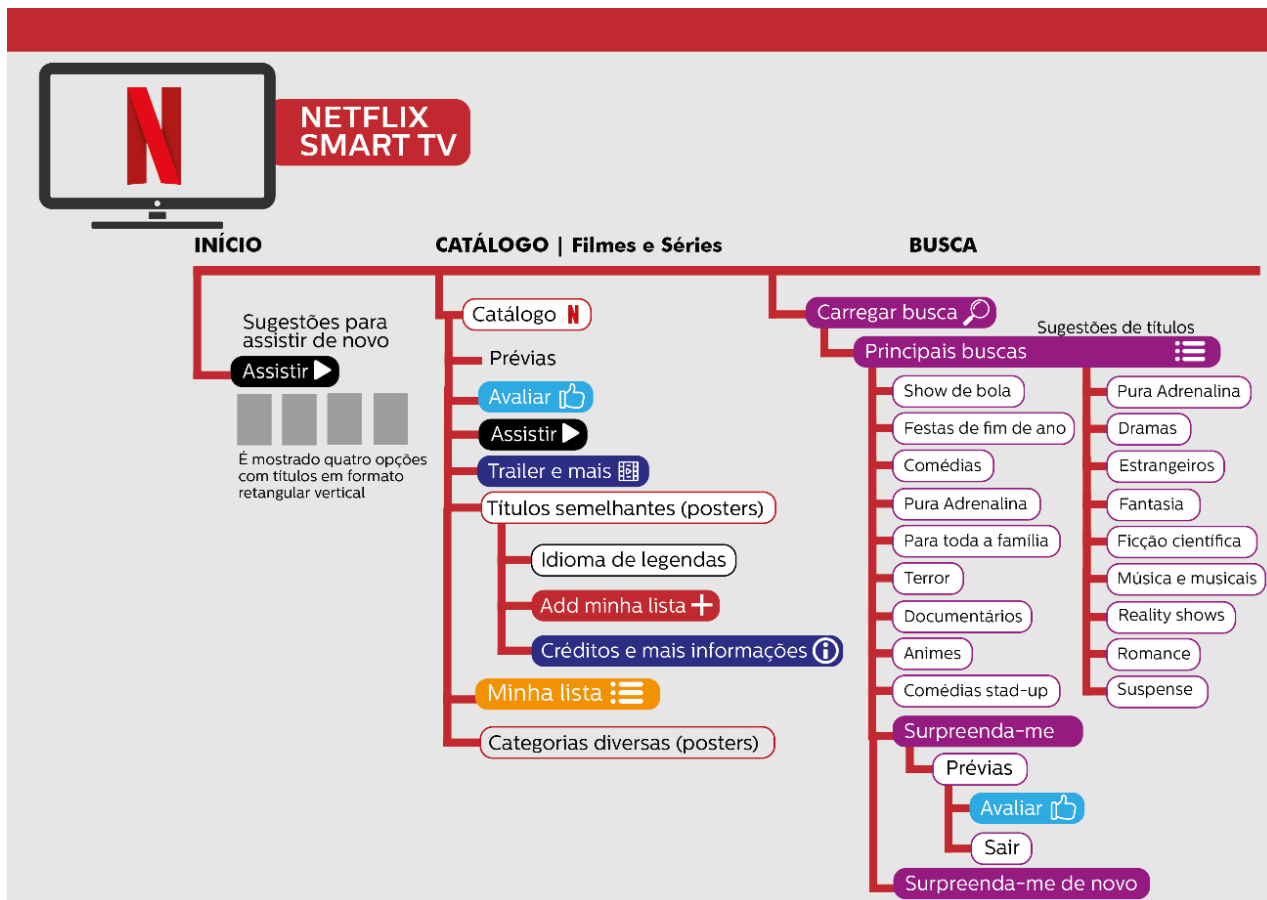 N
NETFLIX
SMART TV
INÍCIO
Sugestões para
assistir de novo
Assistir
É mostrado quatro opções
com títulos em formato
retangular vertical
CATÁLOGO | Filmes e Séries
Catálogo N
Prévias
Avaliar
Assistir
Trailer e mais
Títulos semelhantes (posters)
Idioma de legendas
Add minha lista
Créditos e mais informações
Minha lista
Categorias diversas (posters)
BUSCA
Carregar busca
Sugestões de títulos
Principais buscas
Show de bola
Festas de fim de ano
Comédias
Pura Adrenalina
Para toda a família
Terror
Documentários
Animes
Comédias stad-up
Pura Adrenalina
Dramas
Estrangeiros
Fantasia
Ficção científica
Música e musicais
Reality shows
Romance
Suspense
Surpreenda-me
Prévias
Avaliar
Sair
Surpreenda-me de novo